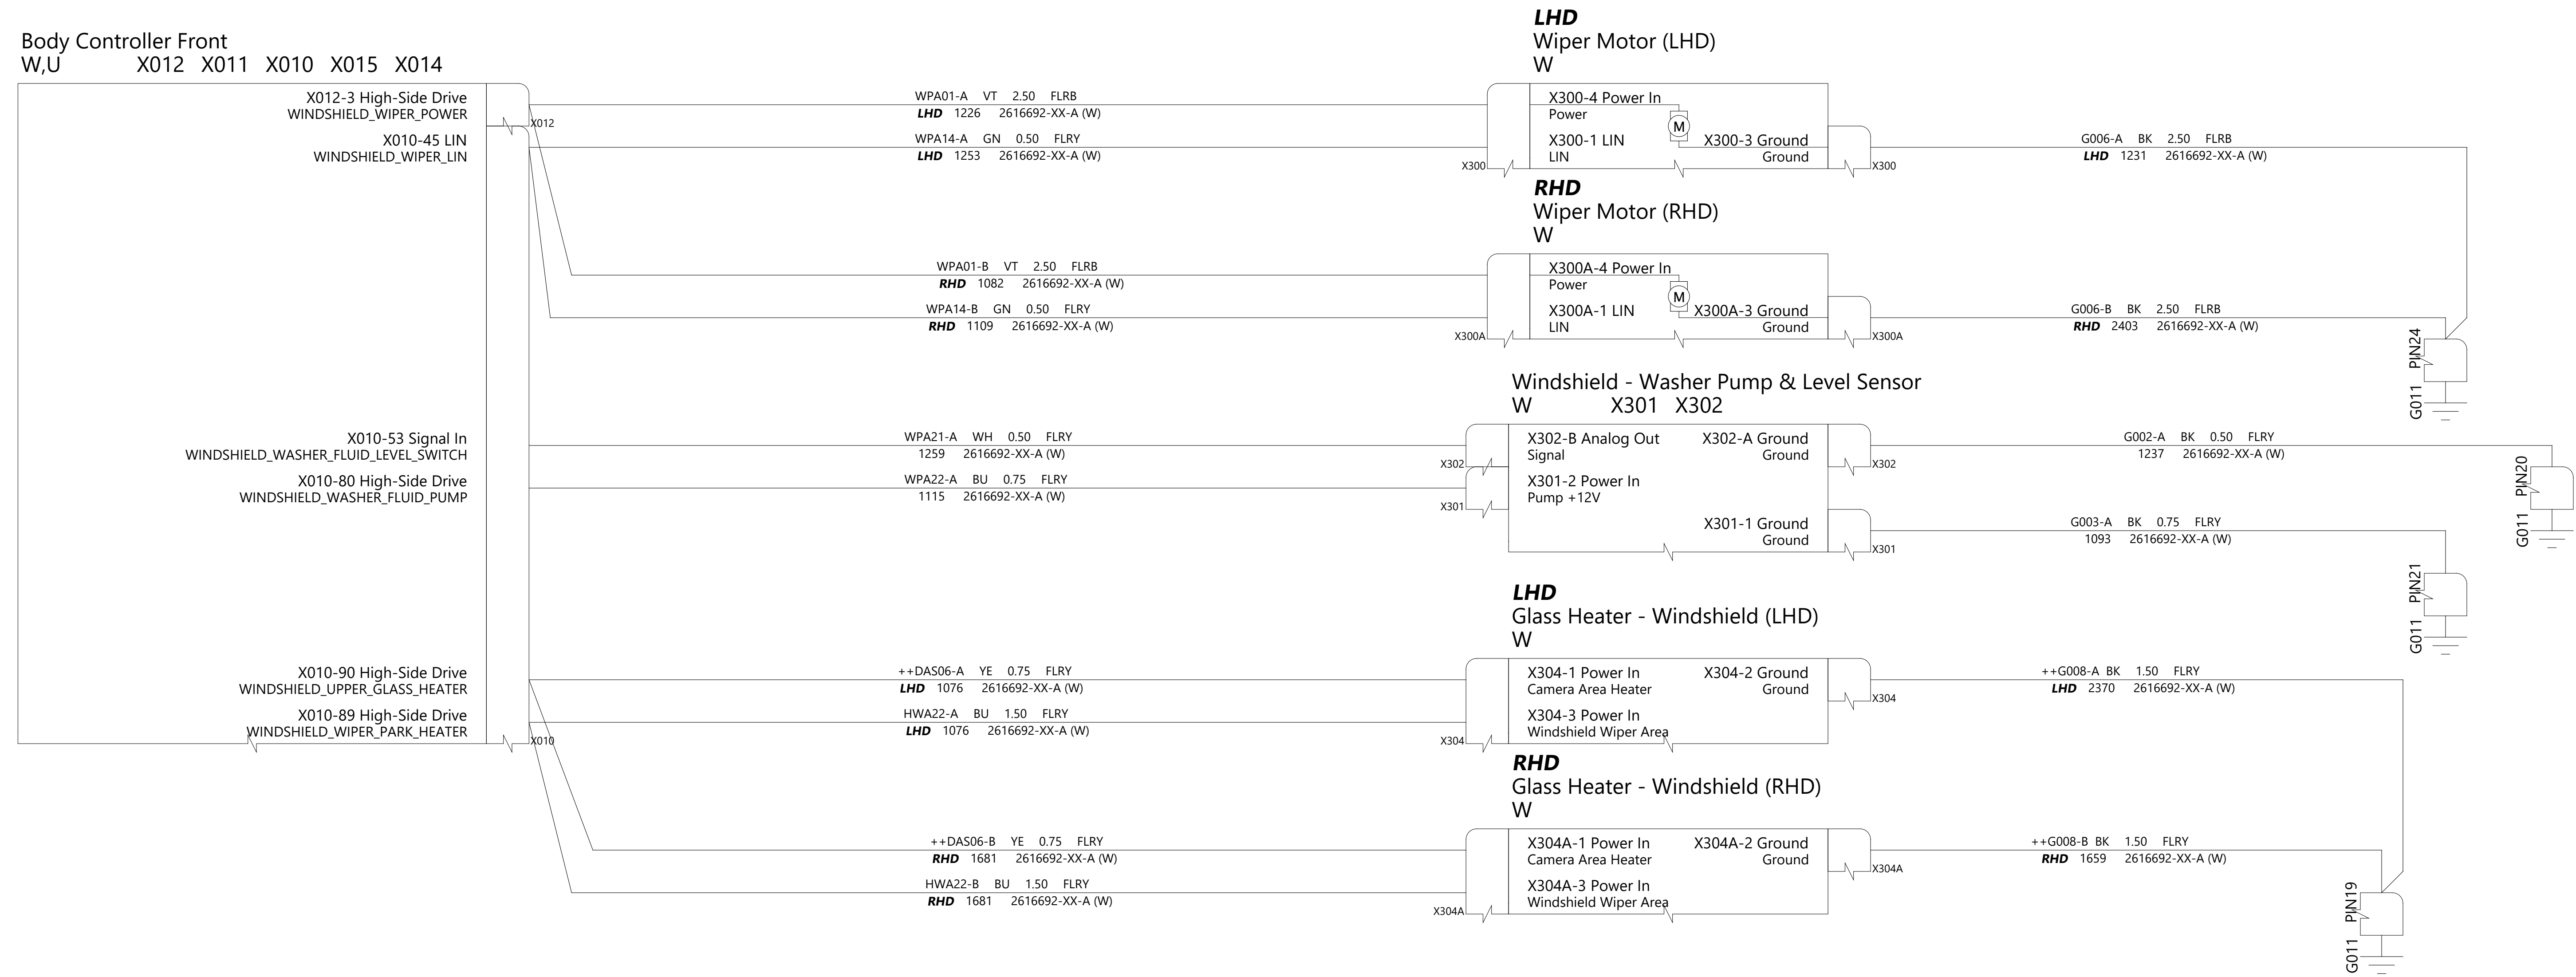 Body Controller Front
W,U X012 X011 X010 X015 X014
X012-3 High-Side Drive
WINDSHIELD_WIPER_POWER
X012
X010-45 LIN
WINDSHIELD_WIPER_LIN
X010-53 Signal In
WINDSHIELD_WASHER_FLUID_LEVEL_SWITCH
X010-80 High-Side Drive
WINDSHIELD_WASHER_FLUID_PUMP
X010-90 High-Side Drive
WINDSHIELD_UPPER_GLASS_HEATER
X010-89 High-Side Drive
WINDSHIELD_WIPER_PARK_HEATER
X010
WPA01-A VT 2.50 FLRB
LHD 1226 2616692-XX-A (W)
WPA14-A GN 0.50 FLRY
LHD 1253 2616692-XX-A (W)
WPA01-B VT 2.50 FLRB
RHD 1082 2616692-XX-A (W)
WPA14-B GN 0.50 FLRY
RHD 1109 2616692-XX-A (W)
WPA21-A WH 0.50 FLRY
1259 2616692-XX-A (W)
WPA22-A BU 0.75 FLRY
1115 2616692-XX-A (W)
++DAS06-A YE 0.75 FLRY
LHD 1076 2616692-XX-A (W)
HWA22-A BU 1.50 FLRY
LHD 1076 2616692-XX-A (W)
++DAS06-B YE 0.75 FLRY
RHD 1681 2616692-XX-A (W)
HWA22-B BU 1.50 FLRY
RHD 1681 2616692-XX-A (W)
LHD
Wiper Motor (LHD)
W
X300-4 Power In
Power
M
X300-1 LIN
LIN
X300-3 Ground
Ground
X300
X300
RHD
Wiper Motor (RHD)
W
X300A-4 Power In
Power
M
X300A-1 LIN
LIN
X300A-3 Ground
Ground
X300A
X300A
Windshield - Washer Pump & Level Sensor
W X301 X302
X302-B Analog Out
Signal
X302-A Ground
Ground
X302
X302
X301-2 Power In
Pump +12V
X301
X301-1 Ground
Ground
X301
LHD
Glass Heater - Windshield (LHD)
W
X304-1 Power In
Camera Area Heater
X304-2 Ground
Ground
X304
X304-3 Power In
Windshield Wiper Area
X304
RHD
Glass Heater - Windshield (RHD)
W
X304A-1 Power In
Camera Area Heater
X304A-2 Ground
Ground
X304A
X304A-3 Power In
Windshield Wiper Area
X304A
G006-A BK 2.50 FLRB
LHD 1231 2616692-XX-A (W)
G006-B BK 2.50 FLRB
RHD 2403 2616692-XX-A (W)
G011 PIN24
G002-A BK 0.50 FLRY
1237 2616692-XX-A (W)
G011 PIN20
G003-A BK 0.75 FLRY
1093 2616692-XX-A (W)
G011 PIN21
++G008-A BK 1.50 FLRY
LHD 2370 2616692-XX-A (W)
++G008-B BK 1.50 FLRY
RHD 1659 2616692-XX-A (W)
G011 PIN19